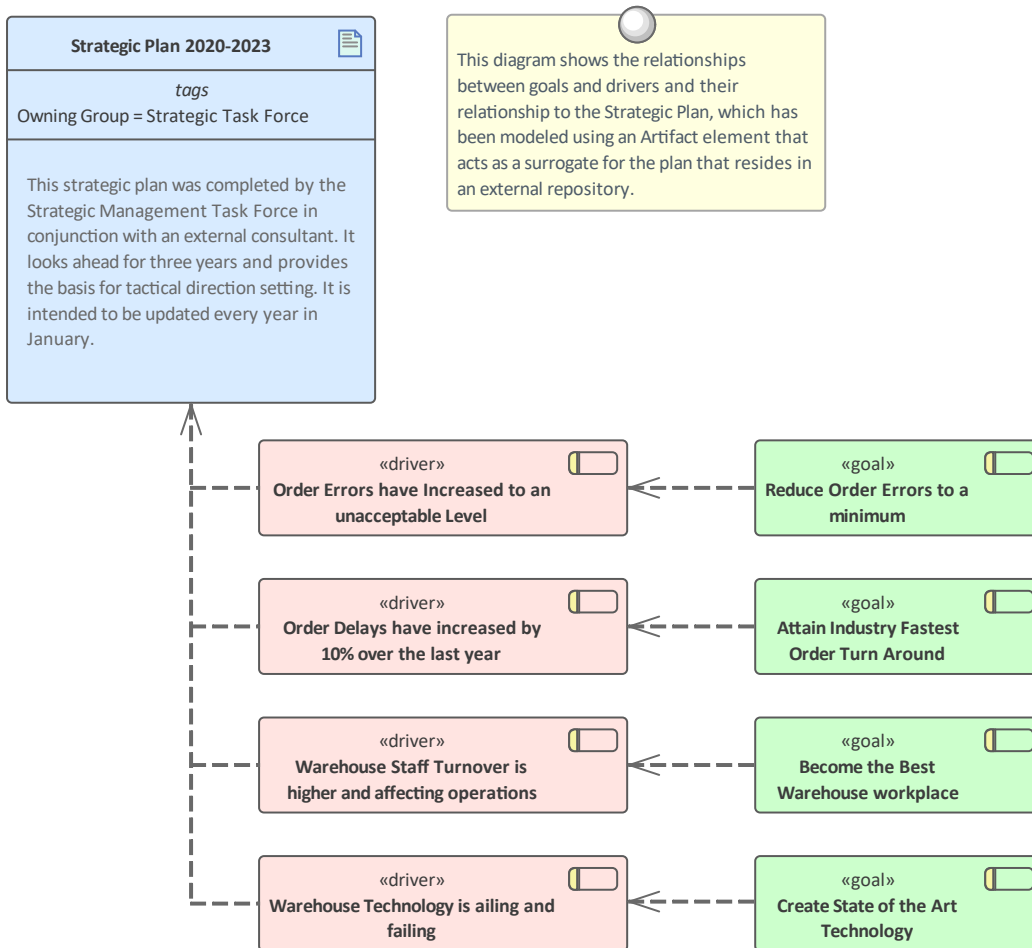 Strategic Plan 2020-2023
tags
Owning Group = Strategic Task Force
This strategic plan was completed by the
Strategic Management Task Force in
conjunction with an external consultant. It
looks ahead for three years and provides
the basis for tactical direction setting. It is
intended to be updated every year in
January.
This diagram shows the relationships
between goals and drivers and their
relationship to the Strategic Plan, which has
been modeled using an Artifact element that
acts as a surrogate for the plan that resides in
an external repository.
«driver»
Order Errors have Increased to an
unacceptable Level
«goal»
Reduce Order Errors to a
minimum
«driver»
Order Delays have increased by
10% over the last year
«goal»
Attain Industry Fastest
Order Turn Around
«driver»
Warehouse Staff Turnover is
higher and affecting operations
«goal»
Become the Best
Warehouse workplace
«driver»
Warehouse Technology is ailing and
failing
«goal»
Create State of the Art
Technology